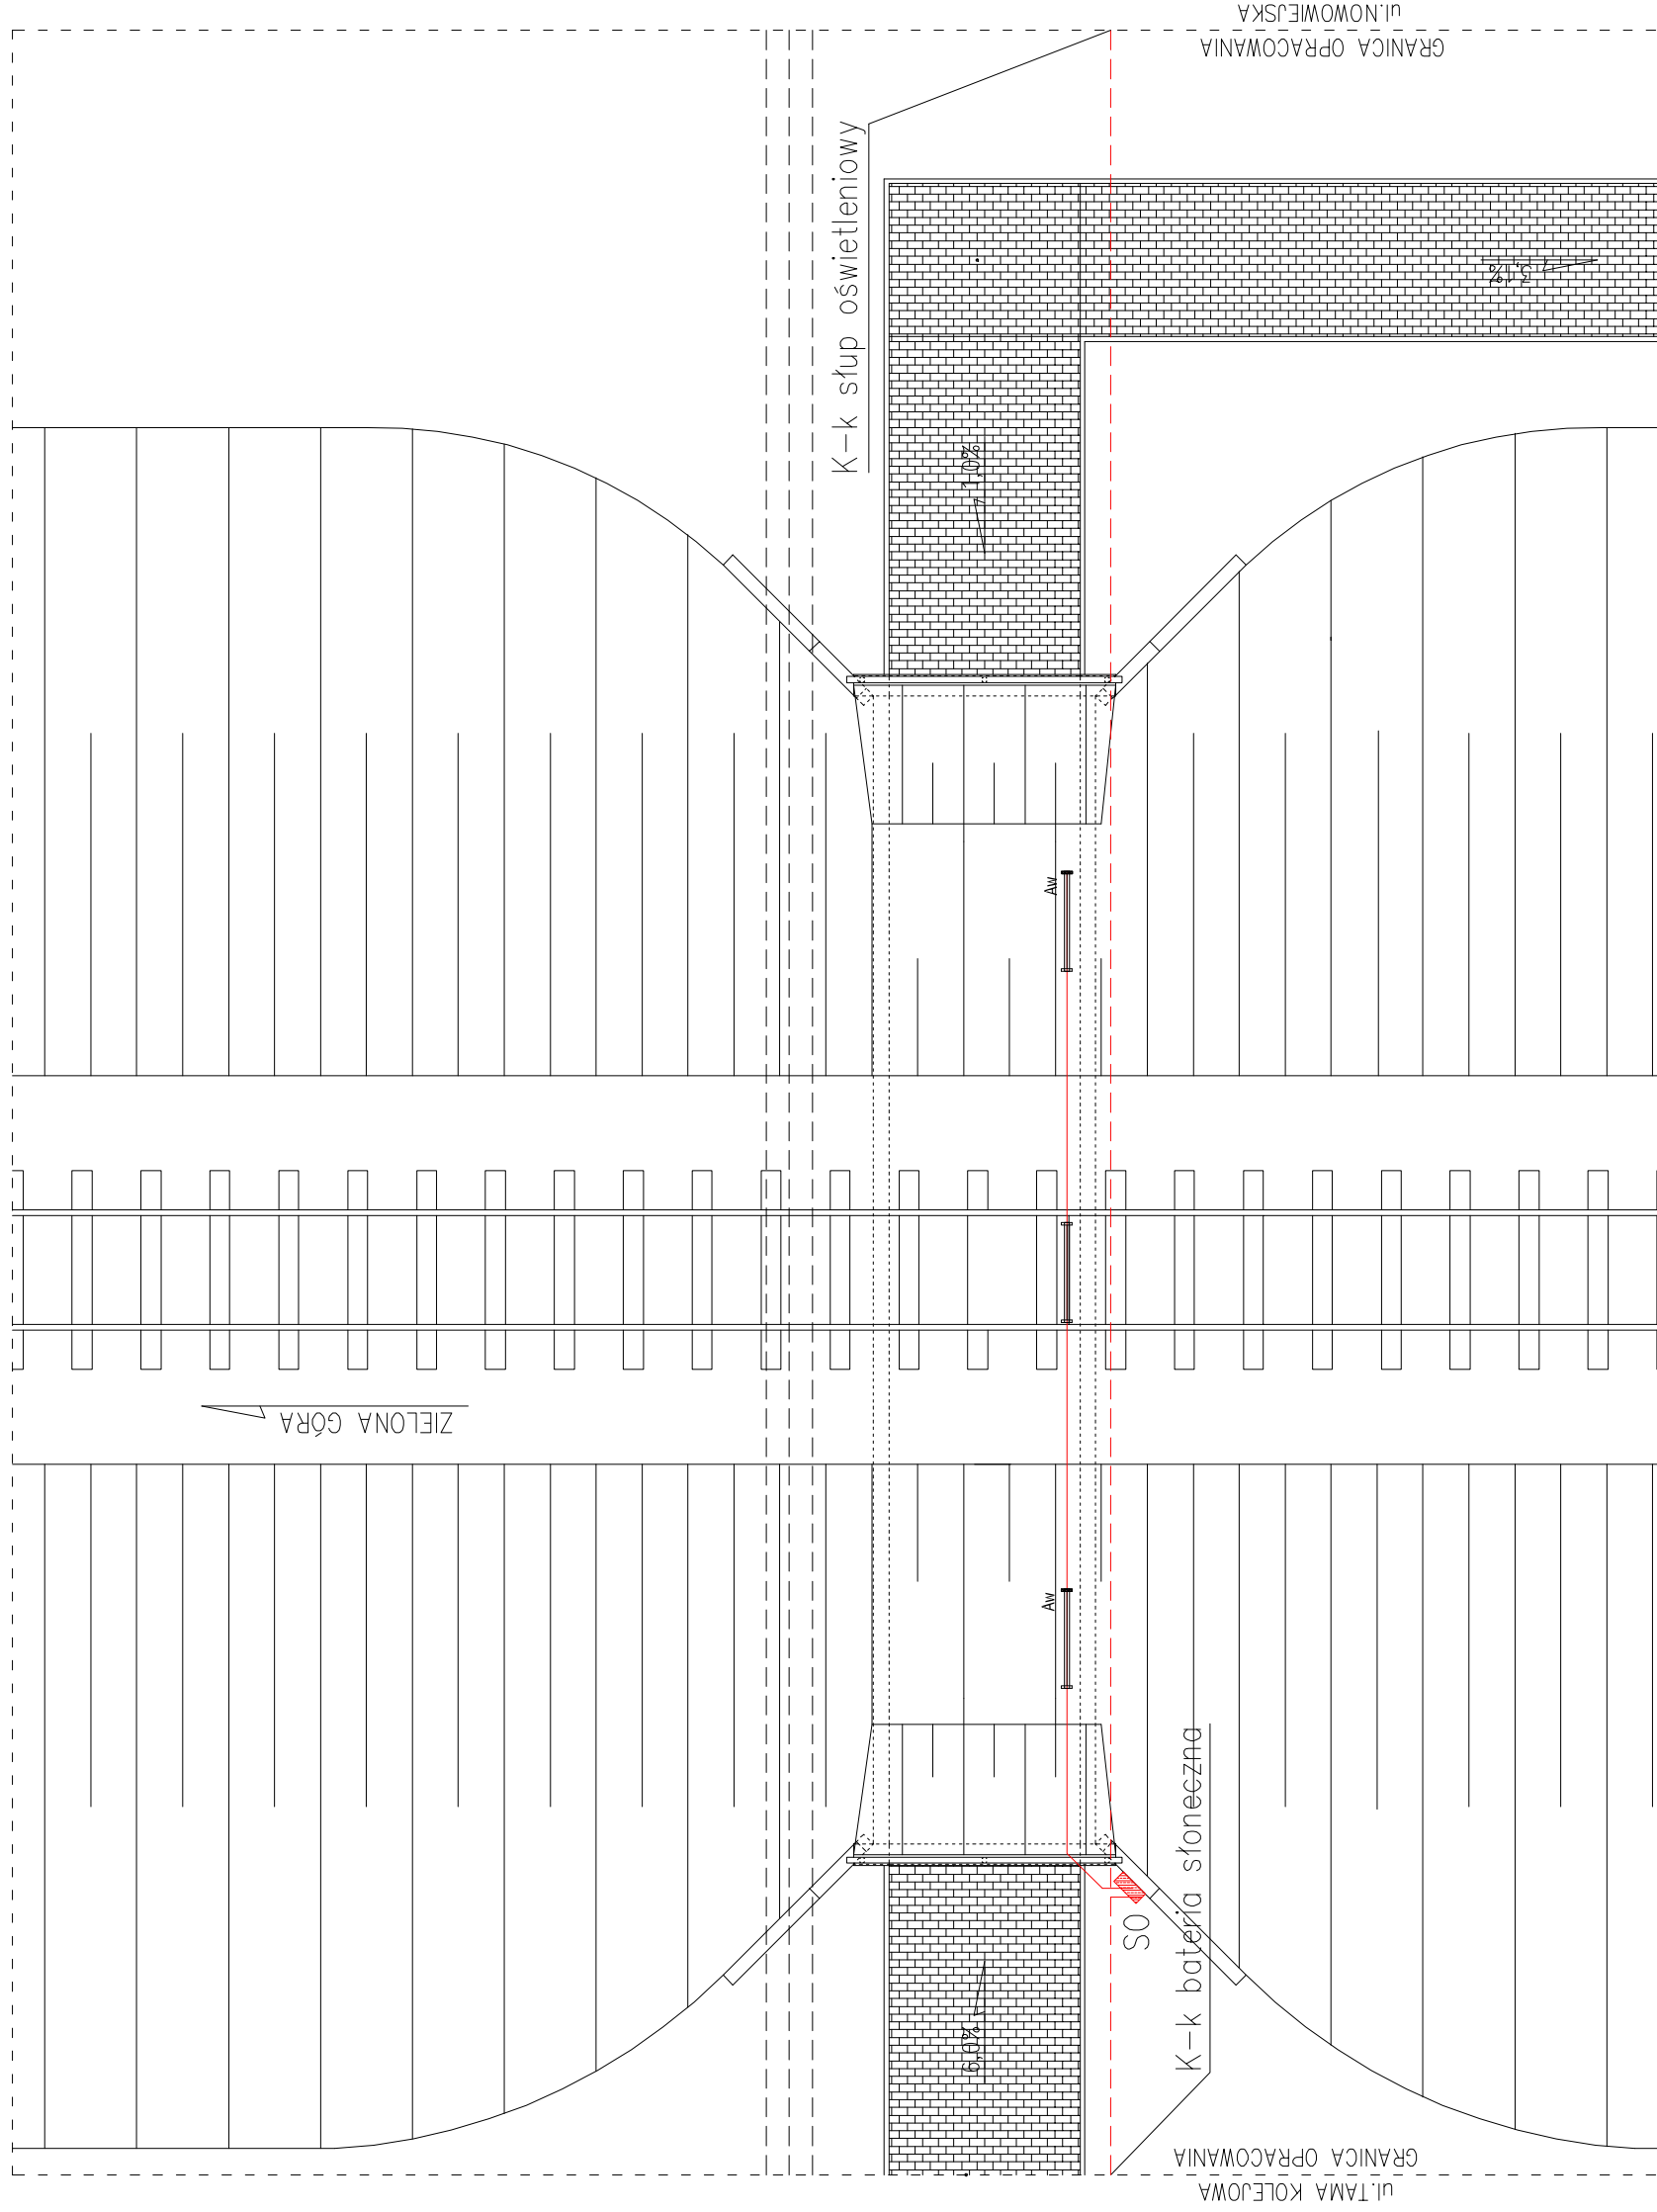 ul.NOWOWIEJSKA
GRANICA OPRACOWANIA
K-k słup oświetleniowy
3,1%
1,0%
Aw
ZIELONA GÓRA
Aw
K-k bateria słoneczna
SO
6,0%
GRANICA OPRACOWANIA
ul.TAMA KOLEJOWA